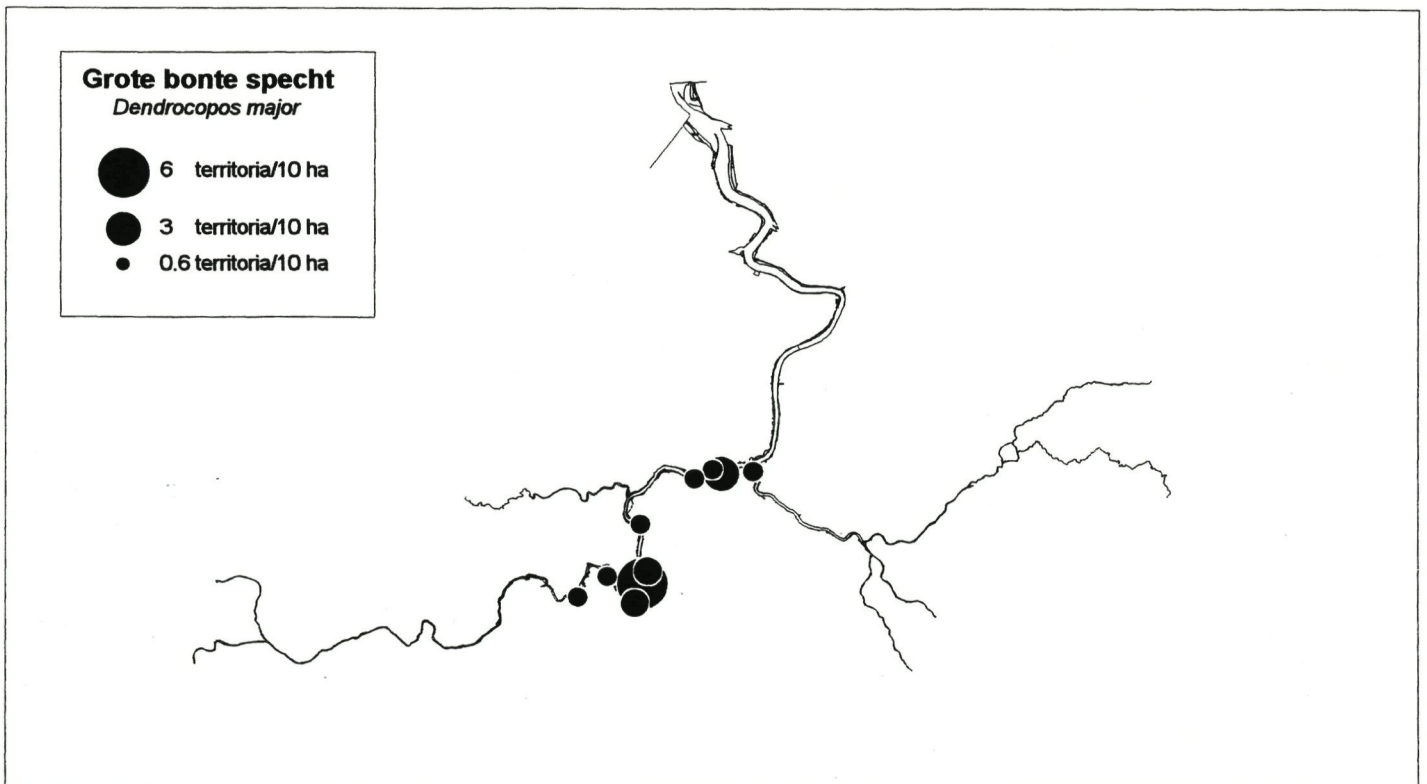 Grote bonte specht
Dendrocopos major
6 territoria/10 ha
3 territoria/10 ha
0.6 territoria/10 ha